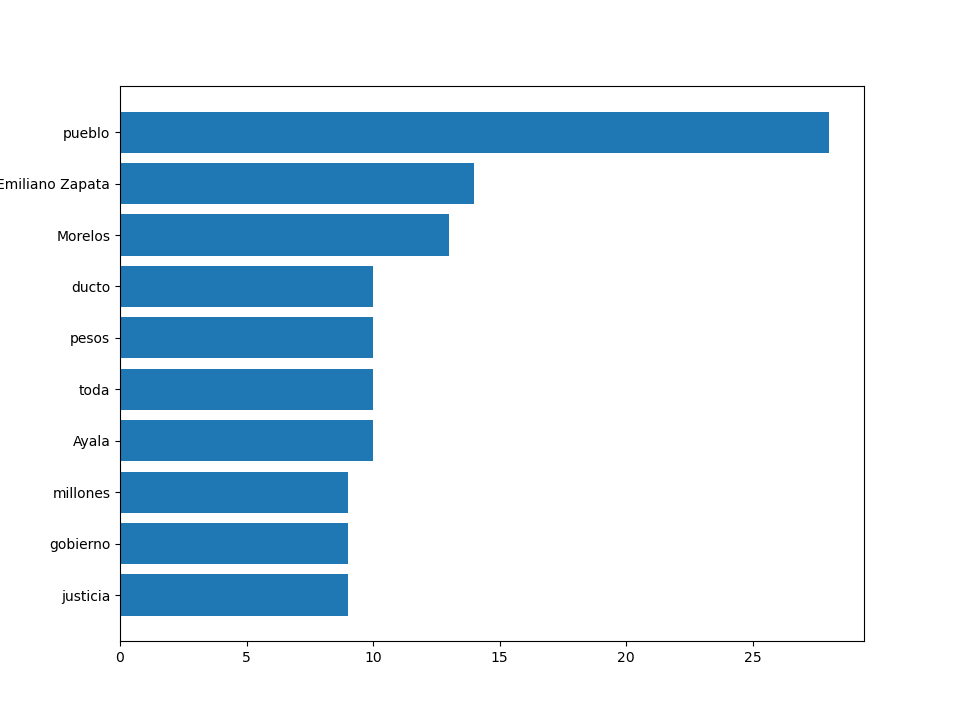 pueblo
Emiliano Zapata
Morelos
ducto
pesos
toda
Ayala
millones
gobierno
justicia
0 5 10 15 20 25